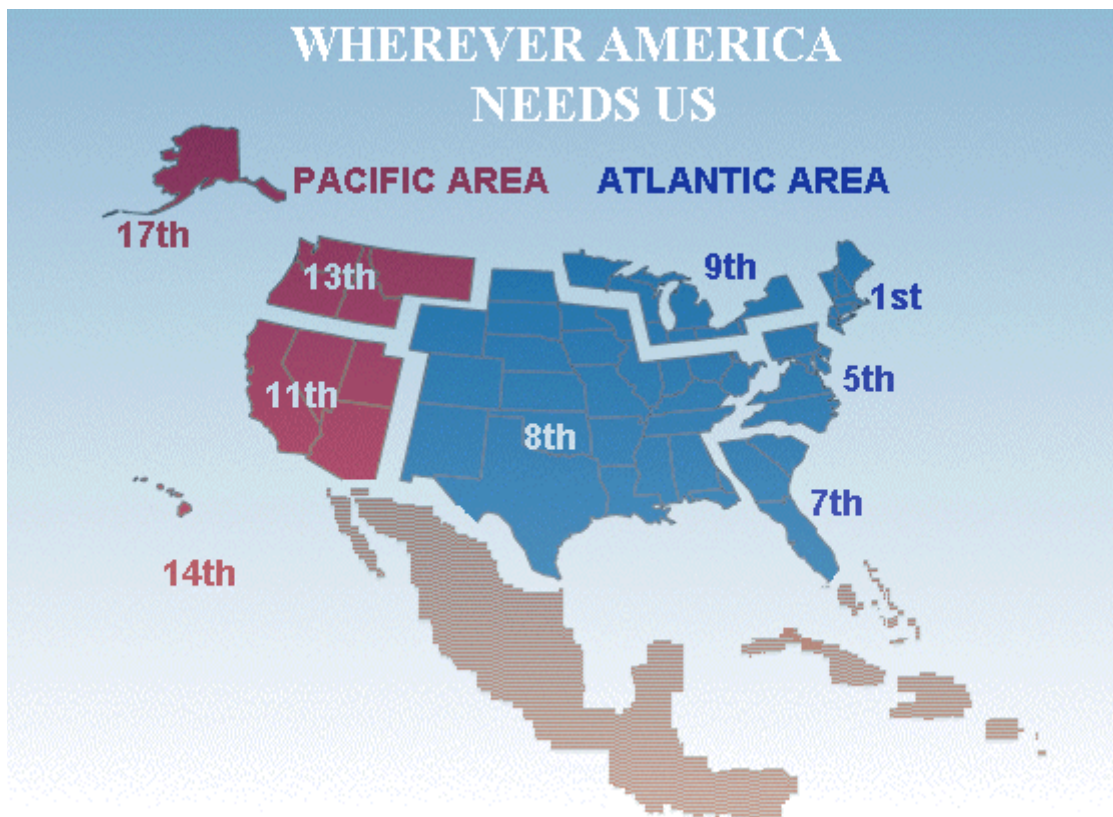 WHEREVER AMERICA
NEEDS US
PACIFIC AREA
ATLANTIC AREA
17th
13th
9th
1st
11th
5th
8th
7th
14th